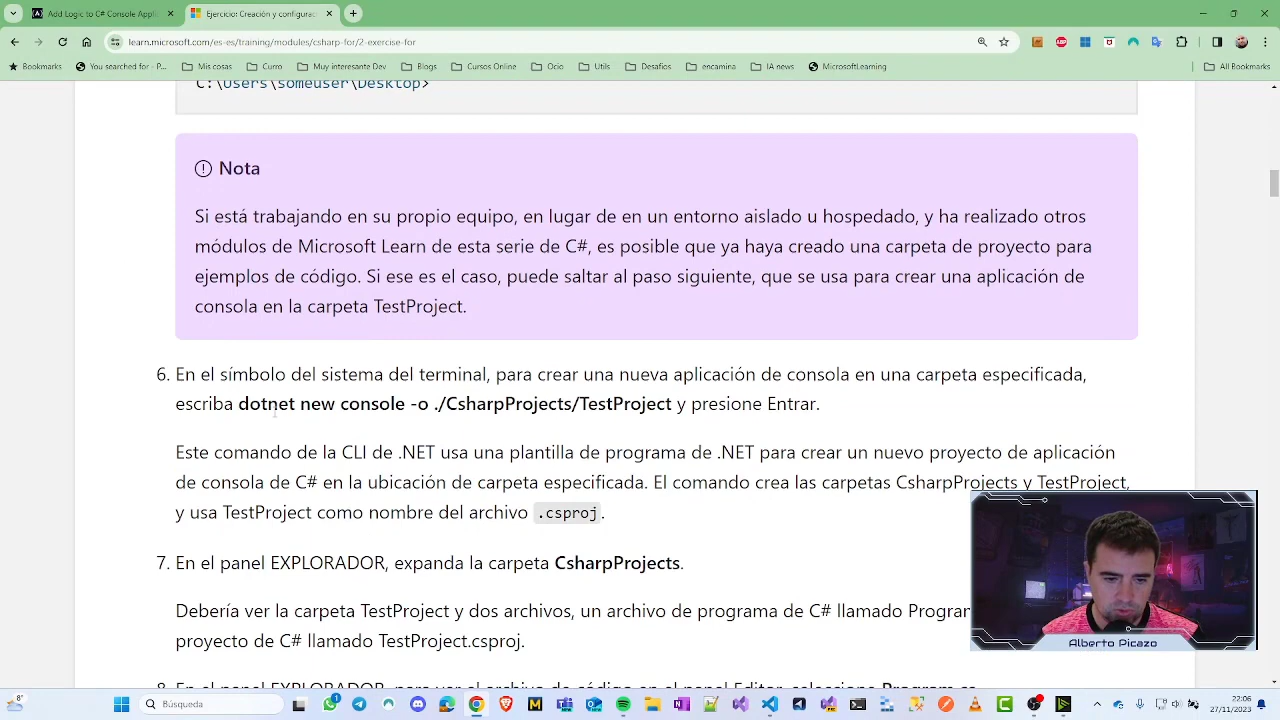 Add Logic to C# Console Appli
Ejercicio: Creación y configurac
learn.microsoft.com/es-es/training/modules/csharp-for/2-exercise-for
Bookmarks
You searched for - P...
Mis cosas
Curro
Muy interesante Dev
Blogs
Cursos Online
Ocio
Utils
Desafios
encamina
IA news
MicrosoftLearning
All Bookmarks
C:\Users\someuser\Desktop>
Nota
Si está trabajando en su propio equipo, en lugar de en un entorno aislado u hospedado, y ha realizado otros
módulos de Microsoft Learn de esta serie de C#, es posible que ya haya creado una carpeta de proyecto para
ejemplos de código. Si ese es el caso, puede saltar al paso siguiente, que se usa para crear una aplicación de
consola en la carpeta TestProject.
6. En el símbolo del sistema del terminal, para crear una nueva aplicación de consola en una carpeta especificada,
escriba dotnet new console -o ./CsharpProjects/TestProject y presione Entrar.
Este comando de la CLI de .NET usa una plantilla de programa de .NET para crear un nuevo proyecto de aplicación
de consola de C# en la ubicación de carpeta especificada. El comando crea las carpetas CsharpProjects y TestProject,
y usa TestProject como nombre del archivo .csproj.
7. En el panel EXPLORADOR, expanda la carpeta CsharpProjects.
Debería ver la carpeta TestProject y dos archivos, un archivo de programa de C# llamado Program
proyecto de C# llamado TestProject.csproj.
Alberto Picazo
8°
Búsqueda
22:06
27/11/2023